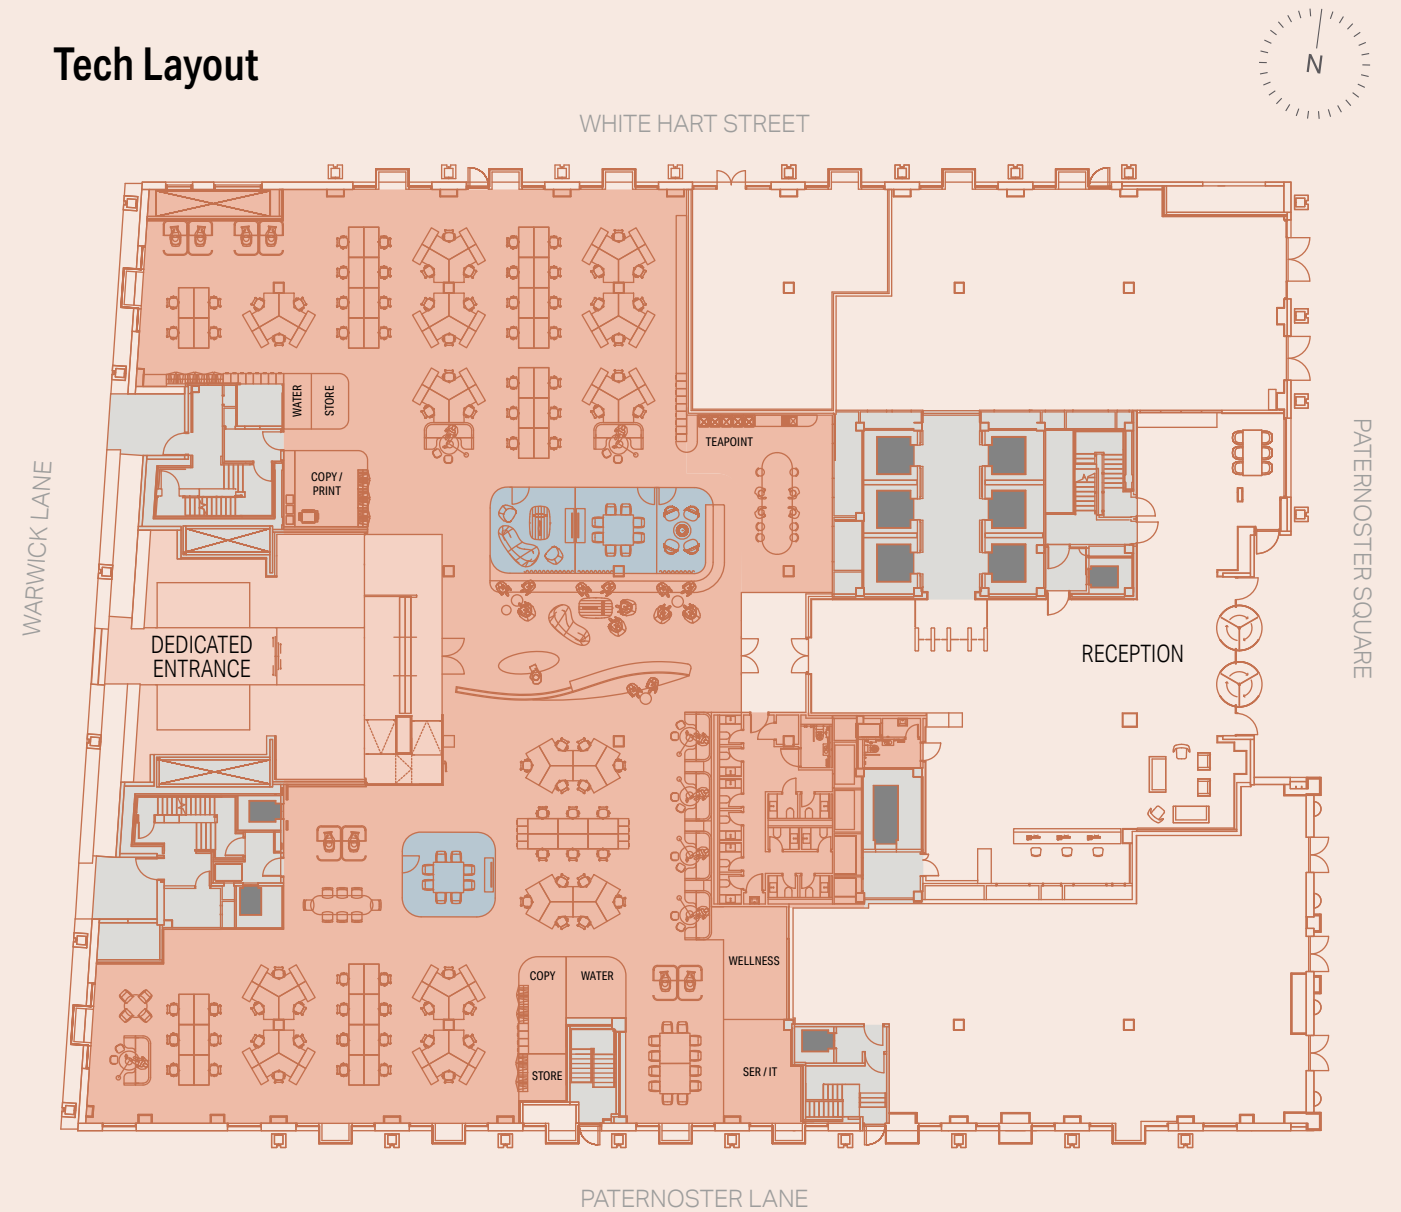 Tech Layout
N
WHITE HART STREET
WATER
STORE
TEAPOINT
COPY /
PRINT
WARWICK LANE
PATERNOSTER SQUARE
DEDICATED
ENTRANCE
RECEPTION
WELLNESS
COPY
WATER
STORE
SER / IT
PATERNOSTER LANE